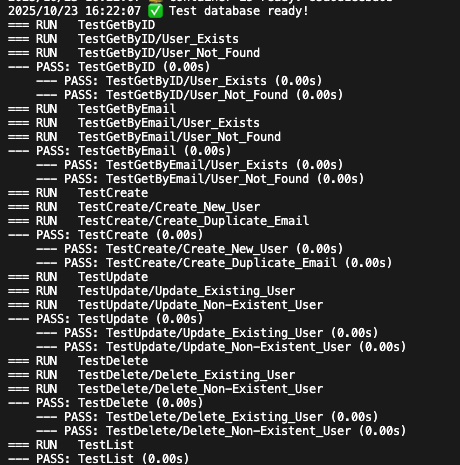 2025/10/23 16:22:07 ✅ Test database ready!
=== RUN   TestGetByID
=== RUN   TestGetByID/User_Exists
=== RUN   TestGetByID/User_Not_Found
--- PASS: TestGetByID (0.00s)
    --- PASS: TestGetByID/User_Exists (0.00s)
    --- PASS: TestGetByID/User_Not_Found (0.00s)
=== RUN   TestGetByEmail
=== RUN   TestGetByEmail/User_Exists
=== RUN   TestGetByEmail/User_Not_Found
--- PASS: TestGetByEmail (0.00s)
    --- PASS: TestGetByEmail/User_Exists (0.00s)
    --- PASS: TestGetByEmail/User_Not_Found (0.00s)
=== RUN   TestCreate
=== RUN   TestCreate/Create_New_User
=== RUN   TestCreate/Create_Duplicate_Email
--- PASS: TestCreate (0.00s)
    --- PASS: TestCreate/Create_New_User (0.00s)
    --- PASS: TestCreate/Create_Duplicate_Email (0.00s)
=== RUN   TestUpdate
=== RUN   TestUpdate/Update_Existing_User
=== RUN   TestUpdate/Update_Non-Existent_User
--- PASS: TestUpdate (0.00s)
    --- PASS: TestUpdate/Update_Existing_User (0.00s)
    --- PASS: TestUpdate/Update_Non-Existent_User (0.00s)
=== RUN   TestDelete
=== RUN   TestDelete/Delete_Existing_User
=== RUN   TestDelete/Delete_Non-Existent_User
--- PASS: TestDelete (0.00s)
    --- PASS: TestDelete/Delete_Existing_User (0.00s)
    --- PASS: TestDelete/Delete_Non-Existent_User (0.00s)
=== RUN   TestList
--- PASS: TestList (0.00s)